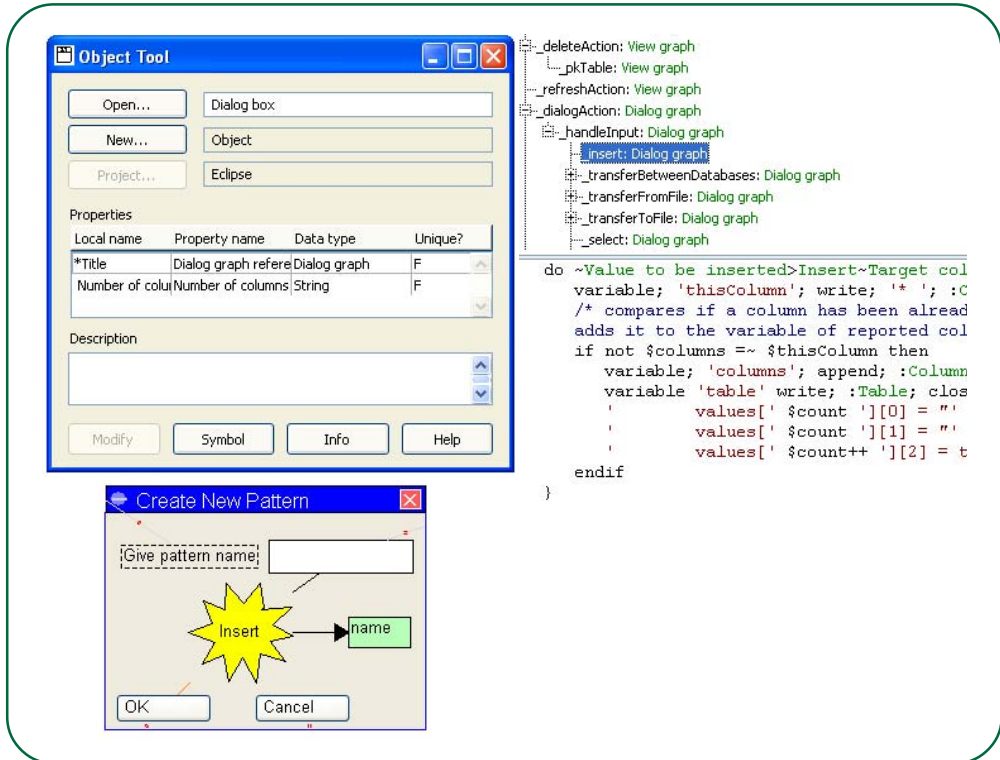 Object Tool
Open... Dialog box
New... Object
Project... Eclipse
Properties
Local name Property name Data type Unique?
*Title Dialog graph refere Dialog graph F
Number of colu Number of columns String F
Description
Modify Symbol Info Help
Create New Pattern
Give pattern name
Insert
name
OK Cancel
_deleteAction: View graph
_pkTable: View graph
_refreshAction: View graph
_dialogAction: Dialog graph
_handleInput: Dialog graph
_insert: Dialog graph
_transferBetweenDatabases: Dialog graph
_transferFromFile: Dialog graph
_transferToFile: Dialog graph
_select: Dialog graph
do ~Value to be inserted>Insert~Target col
variable; 'thisColumn'; write; '* '; :C
/* compares if a column has been alread
adds it to the variable of reported col
if not $columns =~ $thisColumn then
variable; 'columns'; append; :Column
variable 'table' write; :Table; clos
' values[' $count '][0] = "'
' values[' $count '][1] = "'
' values[' $count++ '][2] = t
endif
}